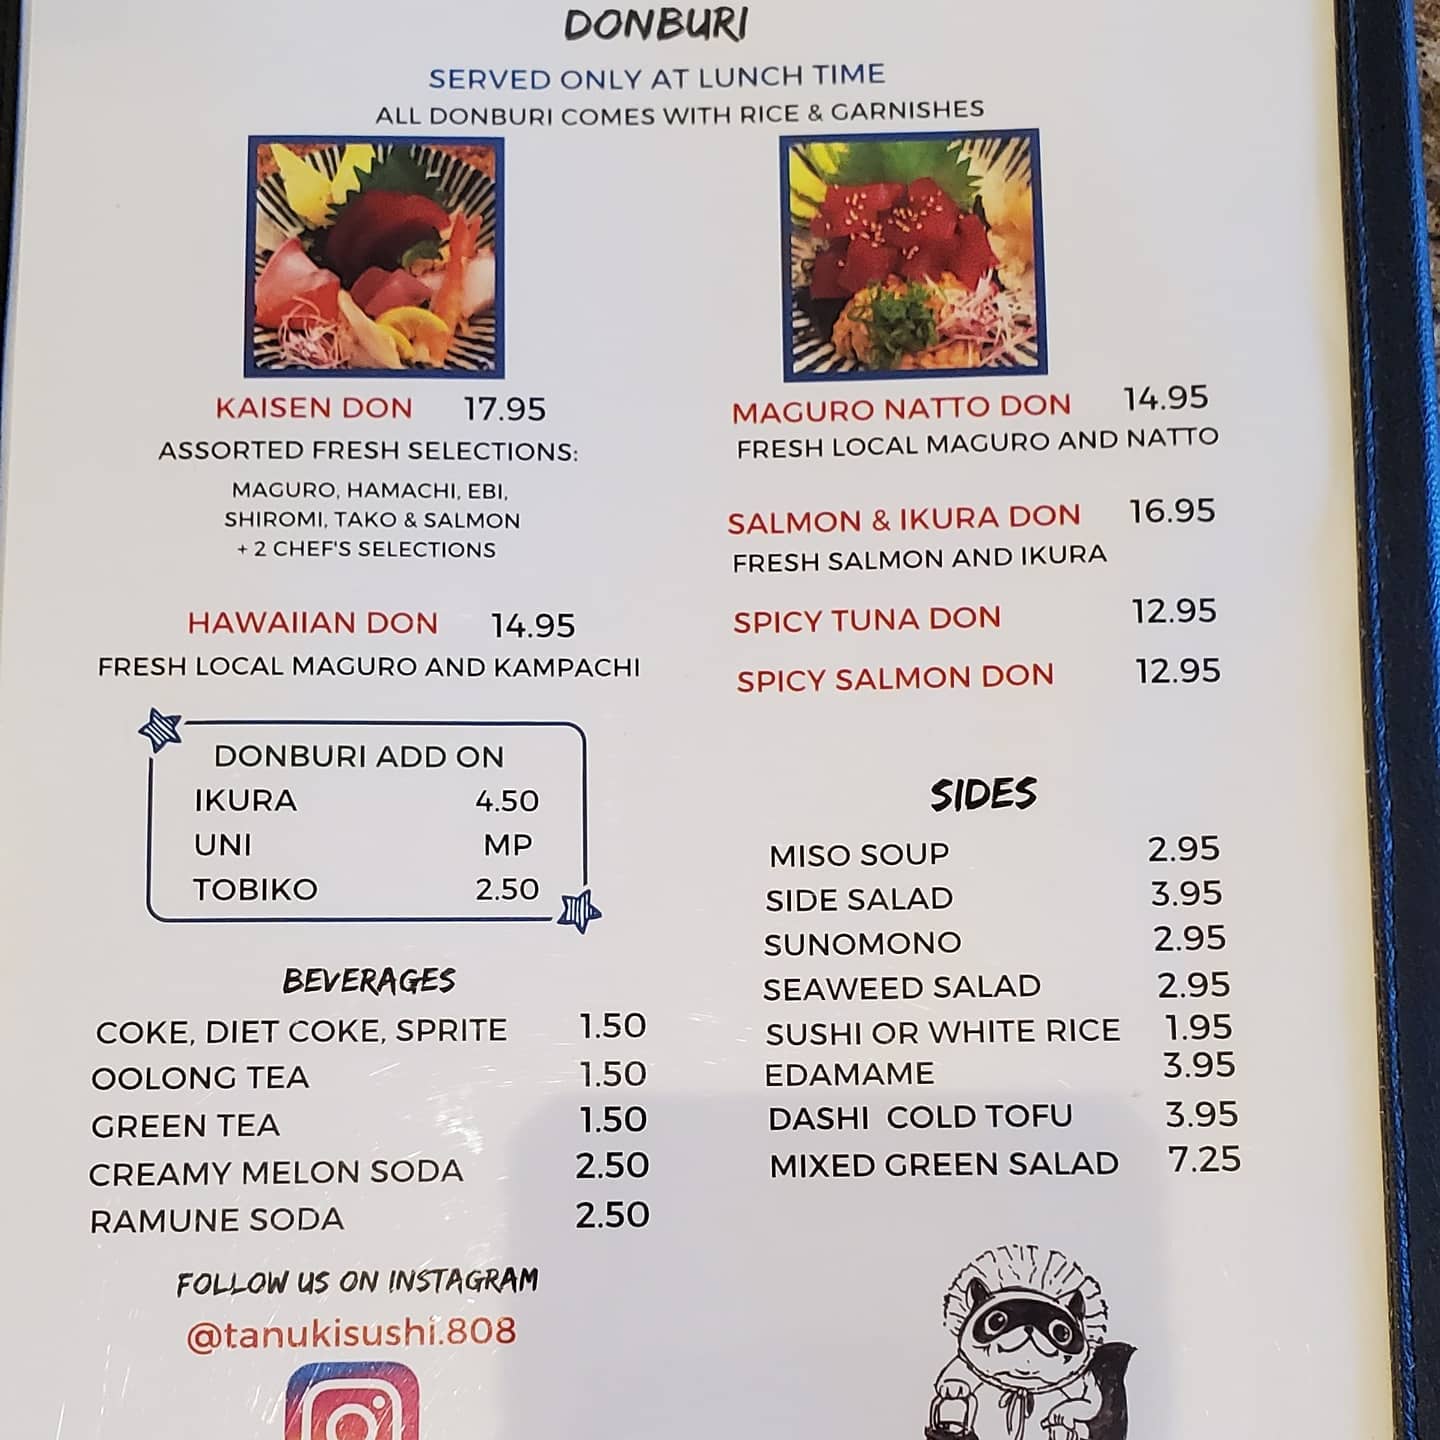 DONBURI
SERVED ONLY AT LUNCH TIME
ALL DONBURI COMES WITH RICE & GARNISHES
KAISEN DON 17.95
ASSORTED FRESH SELECTIONS:
MAGURO, HAMACHI, EBI,
SHIROMI, TAKO & SALMON
+ 2 CHEF'S SELECTIONS
HAWAIIAN DON 14.95
FRESH LOCAL MAGURO AND KAMPACHI
MAGURO NATTO DON 14.95
FRESH LOCAL MAGURO AND NATTO
SALMON & IKURA DON 16.95
FRESH SALMON AND IKURA
SPICY TUNA DON 12.95
SPICY SALMON DON 12.95
DONBURI ADD ON
IKURA 4.50
UNI MP
TOBIKO 2.50
BEVERAGES
COKE, DIET COKE, SPRITE 1.50
OOLONG TEA 1.50
GREEN TEA 1.50
CREAMY MELON SODA 2.50
RAMUNE SODA 2.50
SIDES
MISO SOUP 2.95
SIDE SALAD 3.95
SUNOMONO 2.95
SEAWEED SALAD 2.95
SUSHI OR WHITE RICE 1.95
EDAMAME 3.95
DASHI COLD TOFU 3.95
MIXED GREEN SALAD 7.25
FOLLOW US ON INSTAGRAM
@tanukisushi.808